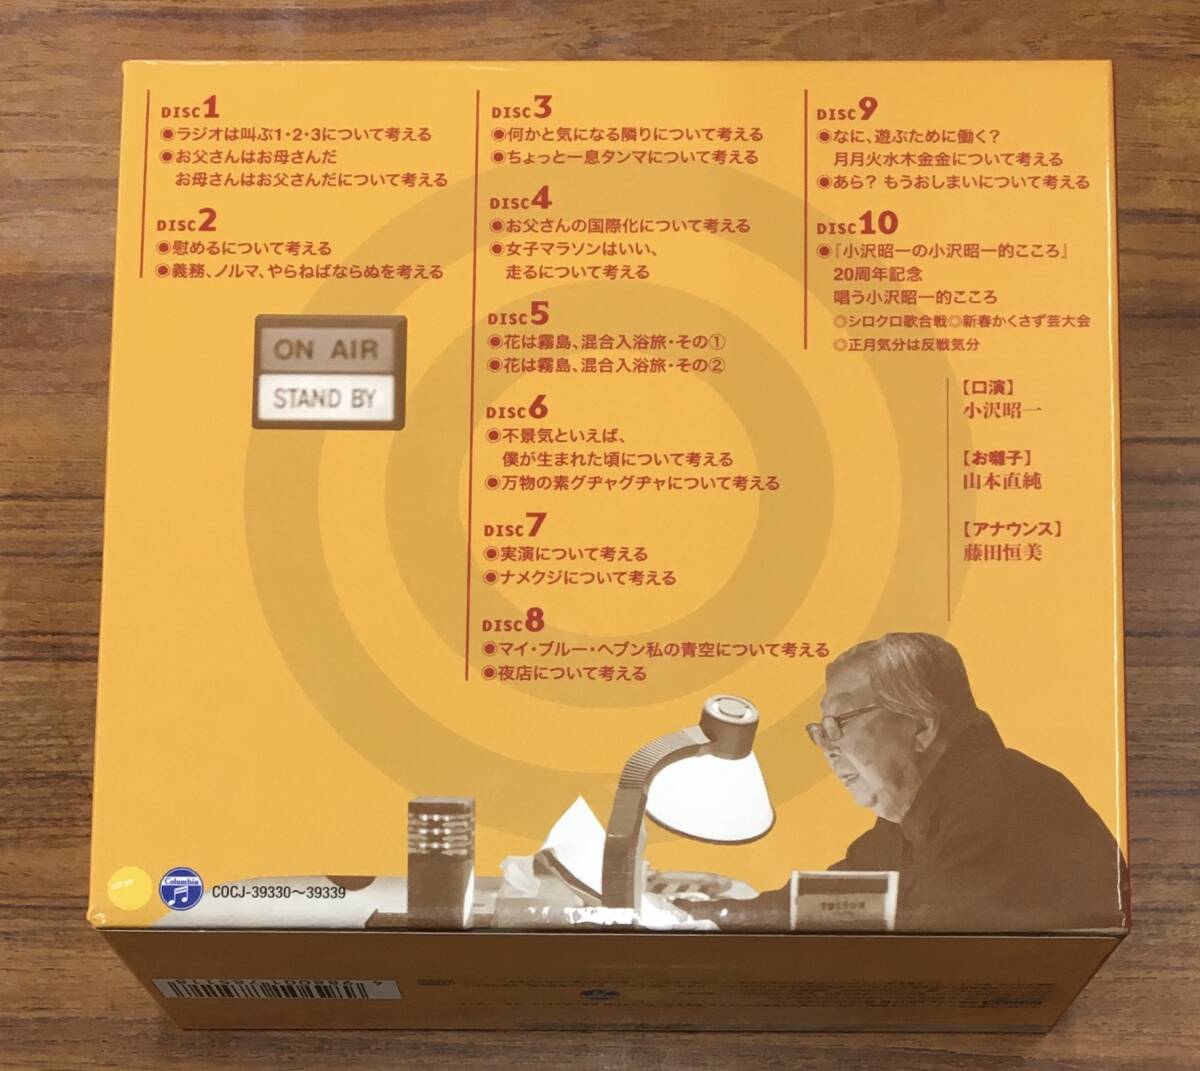 DISC1
◉ラジオは叫ぶ1・2・3について考える
◉お父さんはお母さんだ
お母さんはお父さんだについて考える
DISC2
◉慰めるについて考える
◉義務、ノルマ、やらねばならぬを考える
ON AIR
STAND BY
DISC3
◉何かと気になる隣りについて考える
◉ちょっと一息タンマについて考える
DISC4
◉お父さんの国際化について考える
◉女子マラソンはいい、
走るについて考える
DISC5
◉花は霧島、混合入浴旅・その①
◉花は霧島、混合入浴旅・その②
DISC6
◉不景気といえば、
僕が生まれた頃について考える
◉万物の素グヂャグヂャについて考える
DISC7
◉実演について考える
◉ナメクジについて考える
DISC8
◉マイ・ブルー・ヘブン私の青空について考える
◉夜店について考える
DISC9
◉なに、遊ぶために働く?
月月火水木金金について考える
◉あら? もうおしまいについて考える
DISC10
◉『小沢昭一の小沢昭一的こころ』
20周年記念
唱う小沢昭一的こころ
◎シロクロ歌合戦◎新春かくさず芸大会
◎正月気分は反戦気分
【口演】
小沢昭一
【お囃子】
山本直純
【アナウンス】
藤田恒美
Columbia
COCJ-39330〜39339